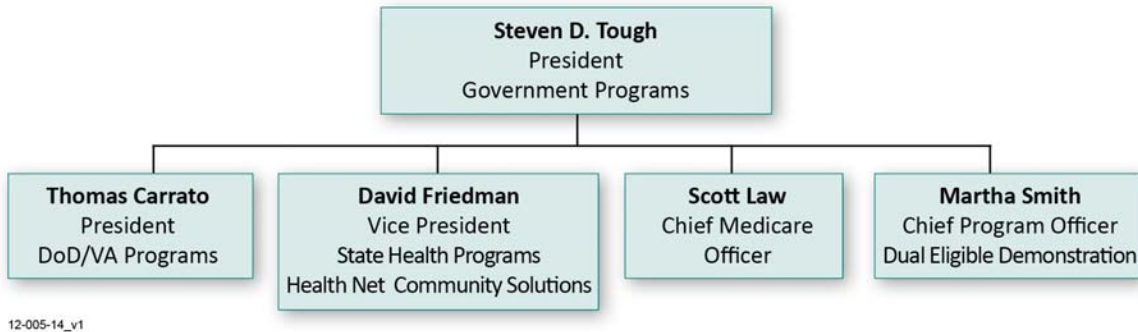 Steven D. Tough
President
Government Programs
Thomas Carrato
President
DoD/VA Programs
David Friedman
Vice President
State Health Programs
Health Net Community Solutions
Scott Law
Chief Medicare
Officer
Martha Smith
Chief Program Officer
Dual Eligible Demonstration
12-005-14_v1